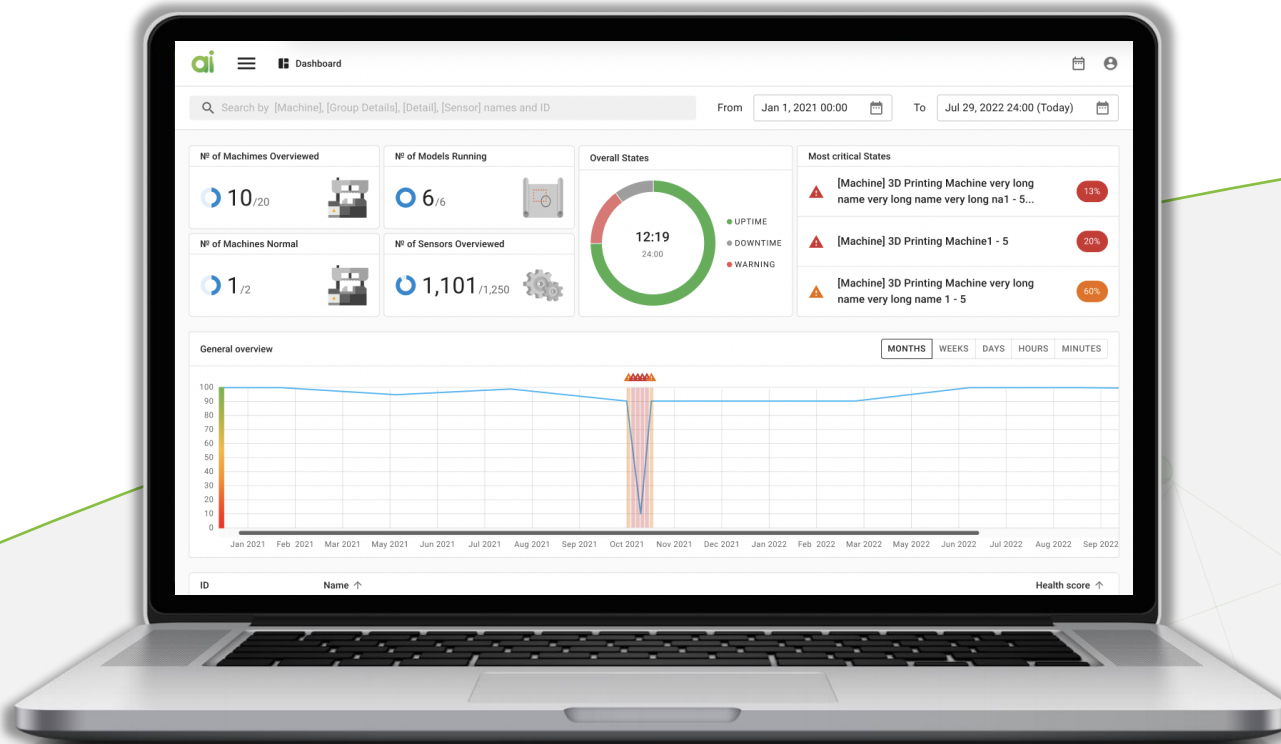 ai
Dashboard
Search by [Machine], [Group Details], [Detail], [Sensor] names and ID
From
Jan 1, 2021 00:00
To
Jul 29, 2022 24:00 (Today)
Nº of Machimes Overviewed
10/20
Nº of Models Running
6/6
Nº of Machines Normal
1/2
Nº of Sensors Overviewed
1,101/1,250
Overall States
12:19
24:00
UPTIME
DOWNTIME
WARNING
Most critical States
[Machine] 3D Printing Machine very long
name very long name very long na1 - 5...
13%
[Machine] 3D Printing Machine1 - 5
20%
[Machine] 3D Printing Machine very long
name very long name 1 - 5
60%
General overview
MONTHS WEEKS DAYS HOURS MINUTES
100
90
80
70
60
50
40
30
20
10
0
Jan 2021 Feb 2021 Mar 2021 May 2021 Jun 2021 Jul 2021 Aug 2021 Sep 2021 Oct 2021 Nov 2021 Dec 2021 Jan 2022 Feb 2022 Mar 2022 May 2022 Jun 2022 Jul 2022 Aug 2022 Sep 2022
ID Name Health score